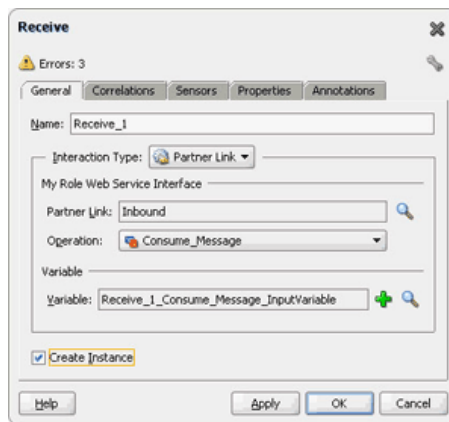 Receive
Errors: 3
General Correlations Sensors Properties Annotations
Name: Receive_1
Interaction Type: Partner Link
My Role Web Service Interface
Partner Link: Inbound
Operation: Consume_Message
Variable
Variable: Receive_1_Consume_Message_InputVariable
Create Instance
Help Apply OK Cancel